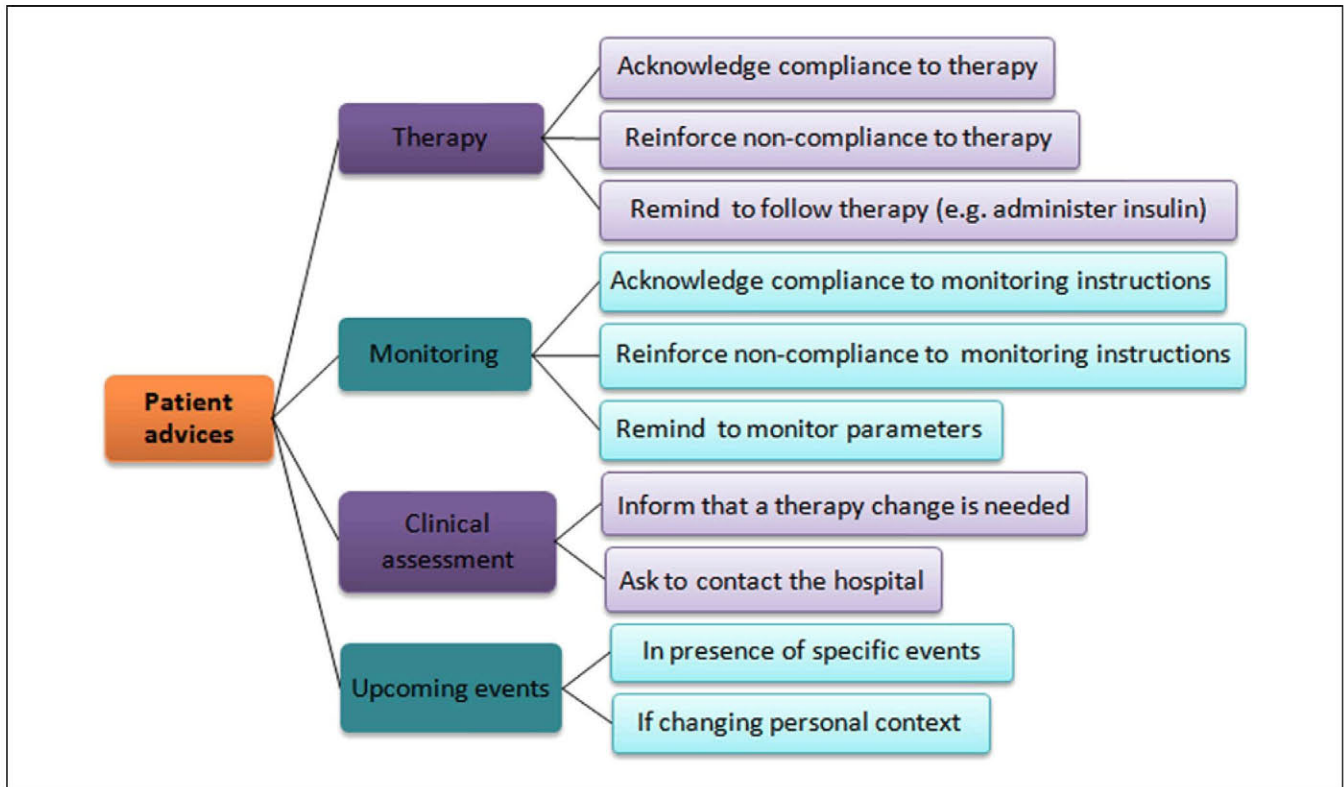 Patient
advices
Therapy
Acknowledge compliance to therapy
Reinforce non-compliance to therapy
Remind to follow therapy (e.g. administer insulin)
Monitoring
Acknowledge compliance to monitoring instructions
Reinforce non-compliance to monitoring instructions
Remind to monitor parameters
Clinical
assessment
Inform that a therapy change is needed
Ask to contact the hospital
Upcoming events
In presence of specific events
If changing personal context